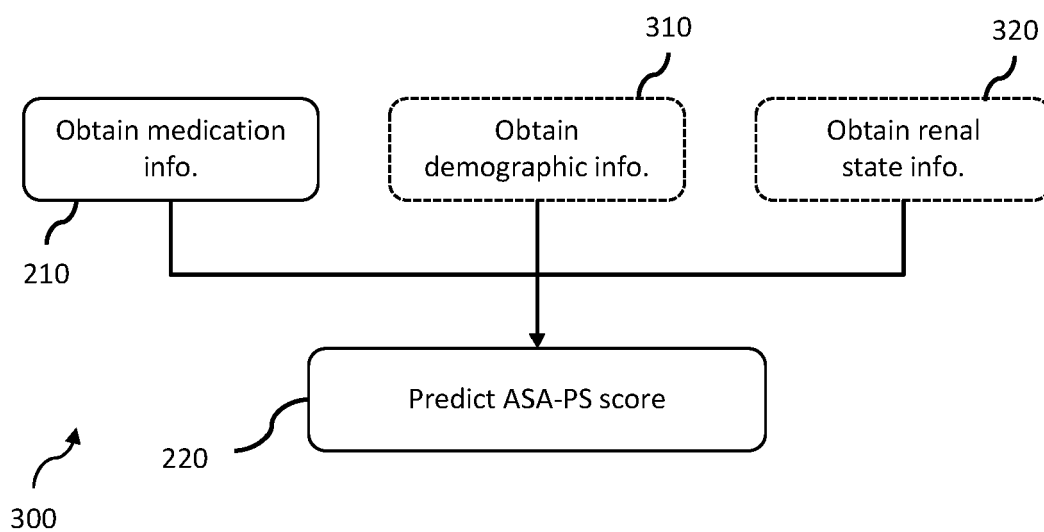 310
320
Obtain medication
info.
Obtain
demographic info.
Obtain renal
state info.
210
Predict ASA-PS score
220
300